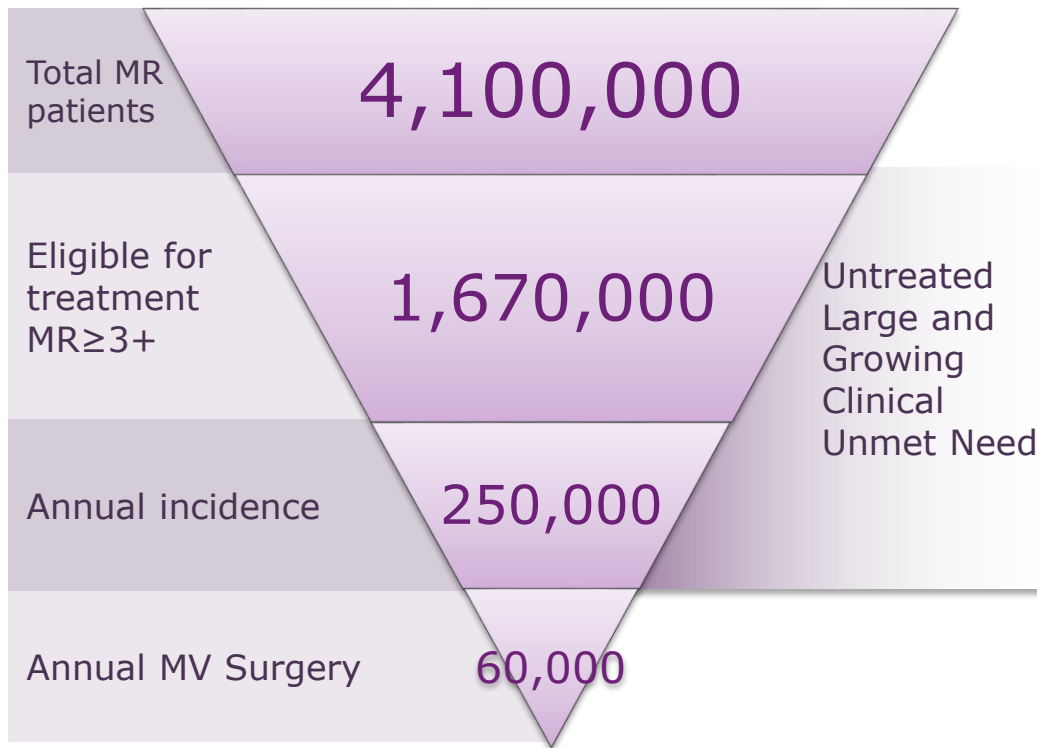 Total MR
patients
4,100,000
Eligible for
treatment
MR≥3+
1,670,000
Untreated
Large and
Growing
Clinical
Unmet Need
Annual incidence
250,000
Annual MV Surgery
60,000